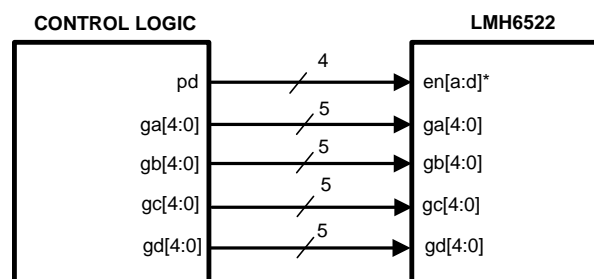 CONTROL LOGIC LMH6522
pd 4 en[a:d]*
ga[4:0] 5 ga[4:0]
gb[4:0] 5 gb[4:0]
gc[4:0] 5 gc[4:0]
gd[4:0] 5 gd[4:0]